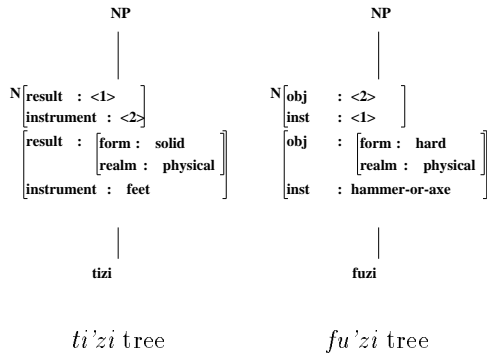 NP
N result : <1>
instrument : <2>
result : form : solid
realm : physical
instrument : feet
tizi
ti'zi tree
NP
N obj : <2>
inst : <1>
obj : form : hard
realm : physical
inst : hammer-or-axe
fuzi
fu'zi tree